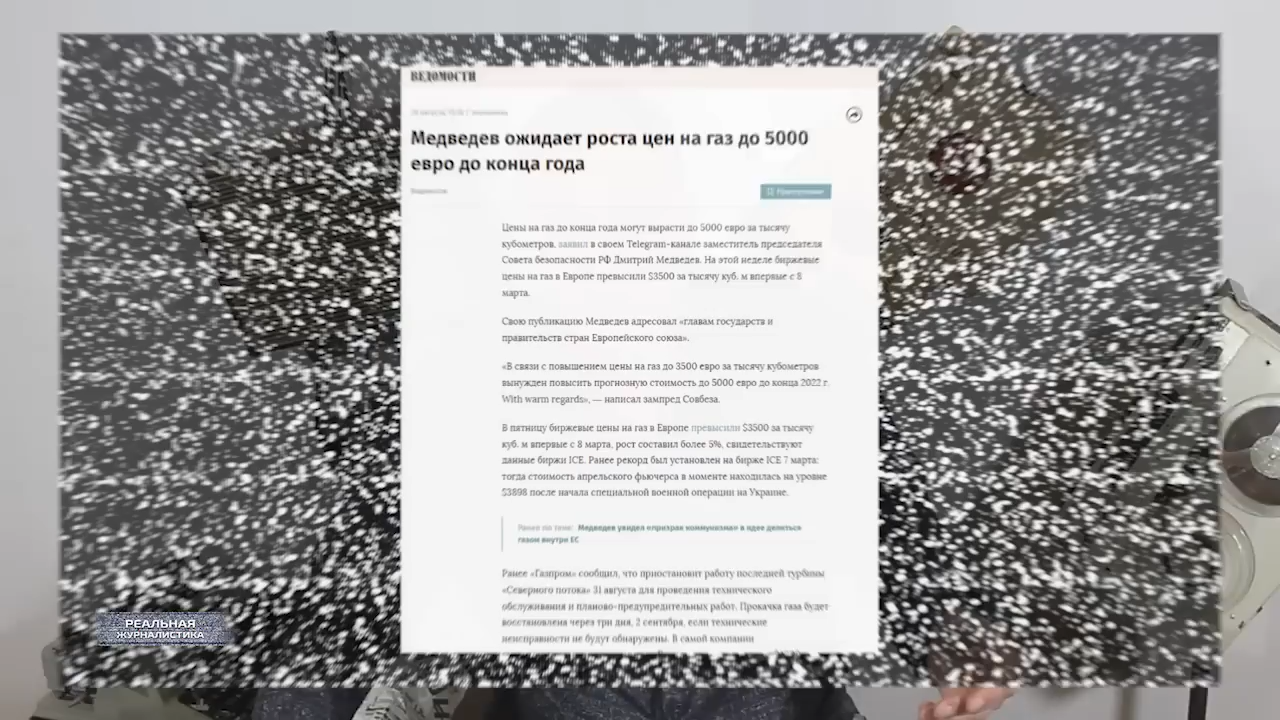 ВЕДОМОСТИ
Медведев ожидает роста цен на газ до 5000
евро до конца года
Ведомости
Цены на газ до конца года могут вырасти до 5000 евро за тысячу
кубометров, заявил в своем Telegram-канале заместитель председателя
Совета безопасности РФ Дмитрий Медведев. На этой неделе биржевые
цены на газ в Европе превысили $3500 за тысячу куб. м впервые с 8
марта.
Свою публикацию Медведев адресовал «главам государств и
правительств стран Европейского союза».
«В связи с повышением цены на газ до 3500 евро за тысячу кубометров
вынужден повысить прогнозную стоимость до 5000 евро до конца 2022 г.
With warm regards», — написал зампред Совбеза.
В пятницу биржевые цены на газ в Европе превысили $3500 за тысячу
куб. м впервые с 8 марта, рост составил более 5%, свидетельствуют
данные биржи ICE. Ранее рекорд был установлен на бирже ICE 7 марта:
тогда стоимость апрельского фьючерса в моменте находилась на уровне
$3898 после начала специальной военной операции на Украине.
Ранее по теме: Медведев увидел «призрак коммунизма» в идее делиться
газом внутри ЕС
Ранее «Газпром» сообщил, что приостановит работу последней турбины
«Северного потока» 31 августа для проведения технического
обслуживания и планово-предупредительных работ. Прокачка газа будет
восстановлена через три дня, 2 сентября, если технические
неисправности не будут обнаружены. В самой компании
РЕАЛЬНАЯ
ЖУРНАЛИСТИКА